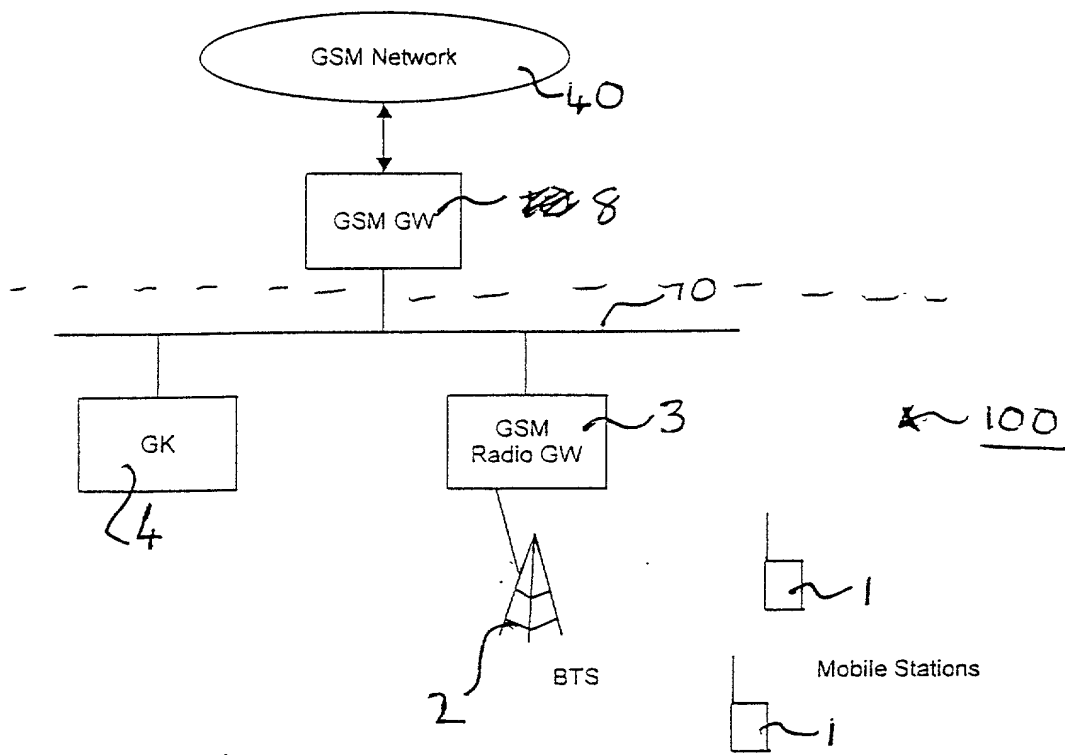 GSM Network
40
GSM GW
8
70
GK
4
GSM
Radio GW
3
100
1
2
BTS
Mobile Stations
1